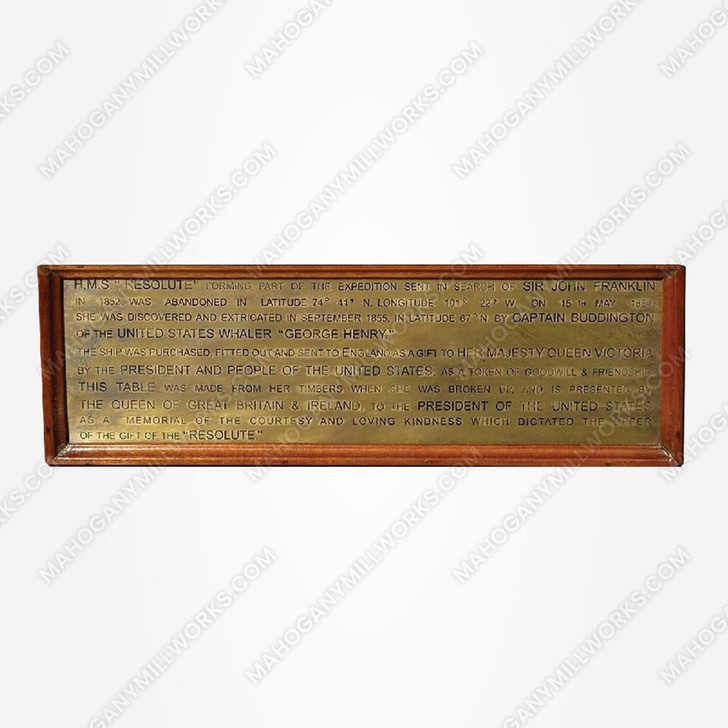 H.M.S "RESOLUTE" FORMING PART OF THE EXPEDITION SENT IN SEARCH OF SIR JOHN FRANKLIN
IN 1852, WAS ABANDONED IN LATITUDE 74° 41' N. LONGITUDE 101° 22' W. ON 15TH MAY
SHE WAS DISCOVERED AND EXTRICATED IN SEPTEMBER 1855, IN LATITUDE 67° N. BY CAPTAIN BUDDINGTON
OF THE UNITED STATES WHALER "GEORGE HENRY".
THE SHIP WAS PURCHASED, FITTED OUT AND SENT TO ENGLAND, AS A GIFT TO HER MAJESTY QUEEN VICTORIA
BY THE PRESIDENT AND PEOPLE OF THE UNITED STATES, AS A TOKEN OF GOODWILL & FRIENDSHIP.
THIS TABLE WAS MADE FROM HER TIMBERS WHEN SHE WAS BROKEN UP, AND IS PRESENTED BY
THE QUEEN OF GREAT BRITAIN & IRELAND, TO THE PRESIDENT OF THE UNITED STATES
AS A MEMORIAL OF THE COURTESY AND LOVING KINDNESS WHICH DICTATED THE OFFER
OF THE GIFT OF THE "RESOLUTE."
MAHOGANYMILLWORKS.COM